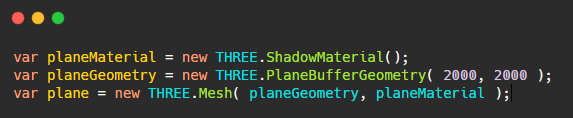 var planeMaterial = new THREE.ShadowMaterial();
var planeGeometry = new THREE.PlaneBufferGeometry( 2000, 2000 );
var plane = new THREE.Mesh( planeGeometry, planeMaterial );